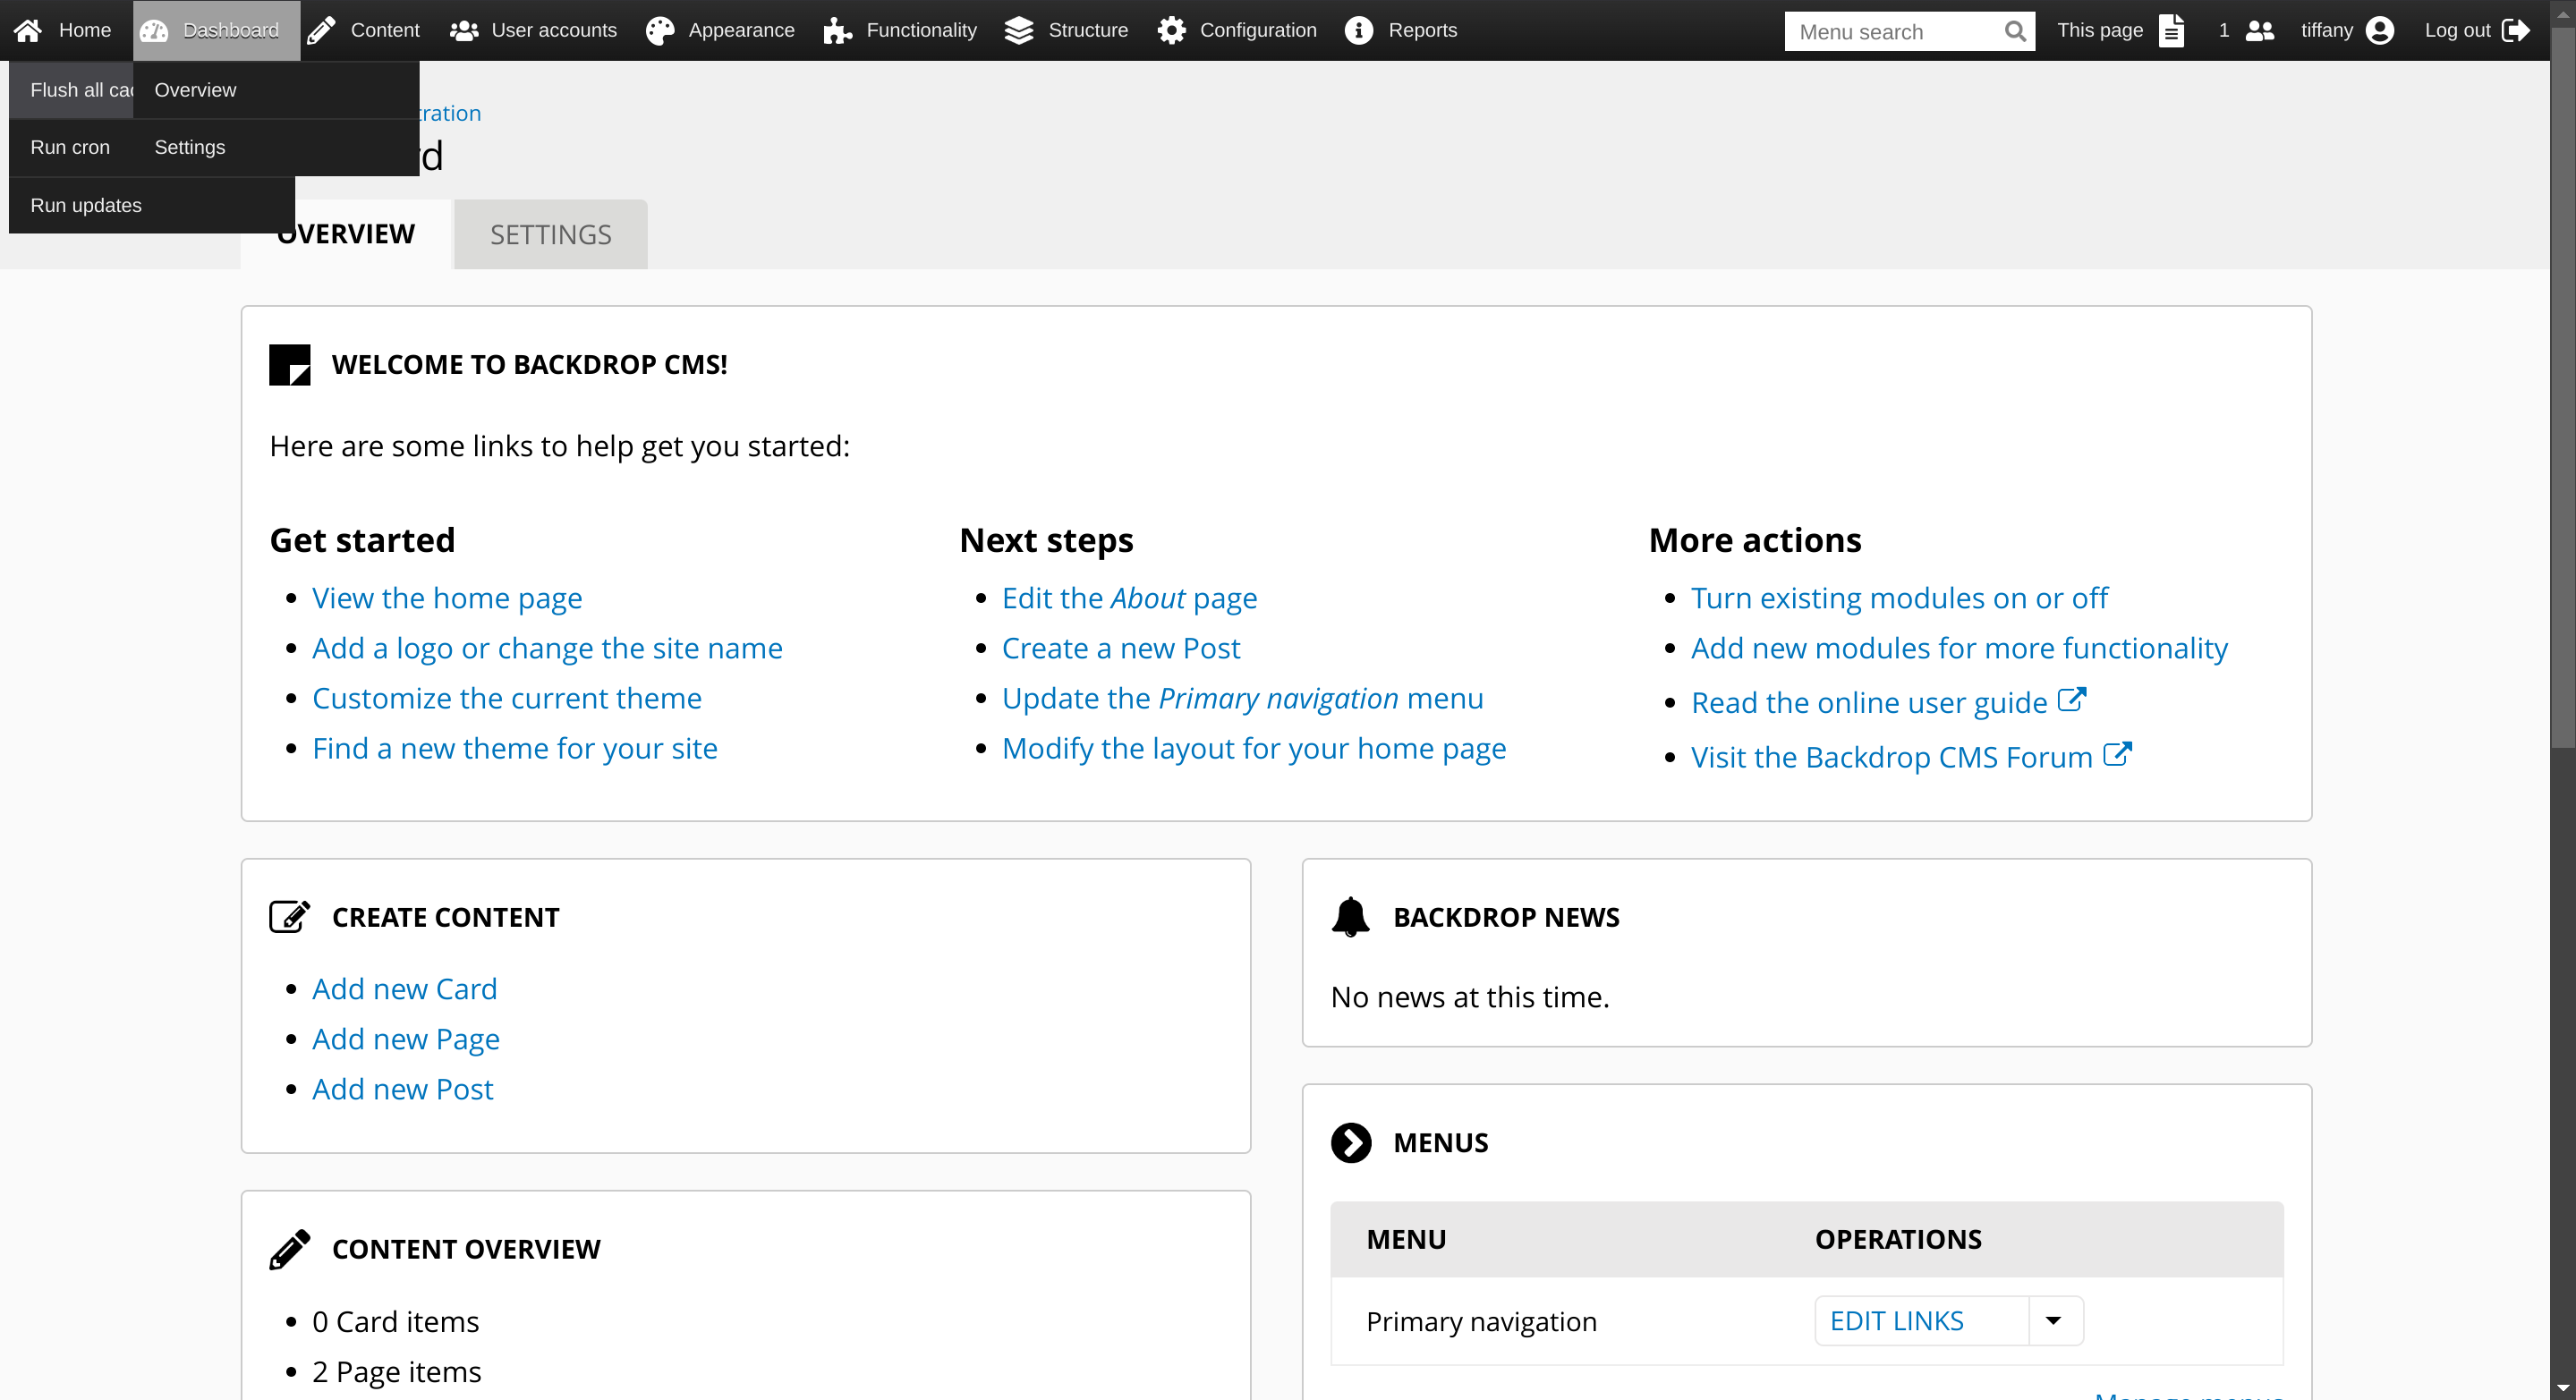 Home Dashboard Content User accounts Appearance Functionality Structure Configuration Reports Menu search This page 1 tiffany Log out
Flush all cac Overview
Run cron Settings
Run updates
ration
d
OVERVIEW SETTINGS
WELCOME TO BACKDROP CMS!
Here are some links to help get you started:
Get started
View the home page
Add a logo or change the site name
Customize the current theme
Find a new theme for your site
Next steps
Edit the About page
Create a new Post
Update the Primary navigation menu
Modify the layout for your home page
More actions
Turn existing modules on or off
Add new modules for more functionality
Read the online user guide
Visit the Backdrop CMS Forum
CREATE CONTENT
Add new Card
Add new Page
Add new Post
CONTENT OVERVIEW
0 Card items
2 Page items
BACKDROP NEWS
No news at this time.
MENUS
MENU OPERATIONS
Primary navigation EDIT LINKS
Manage menus